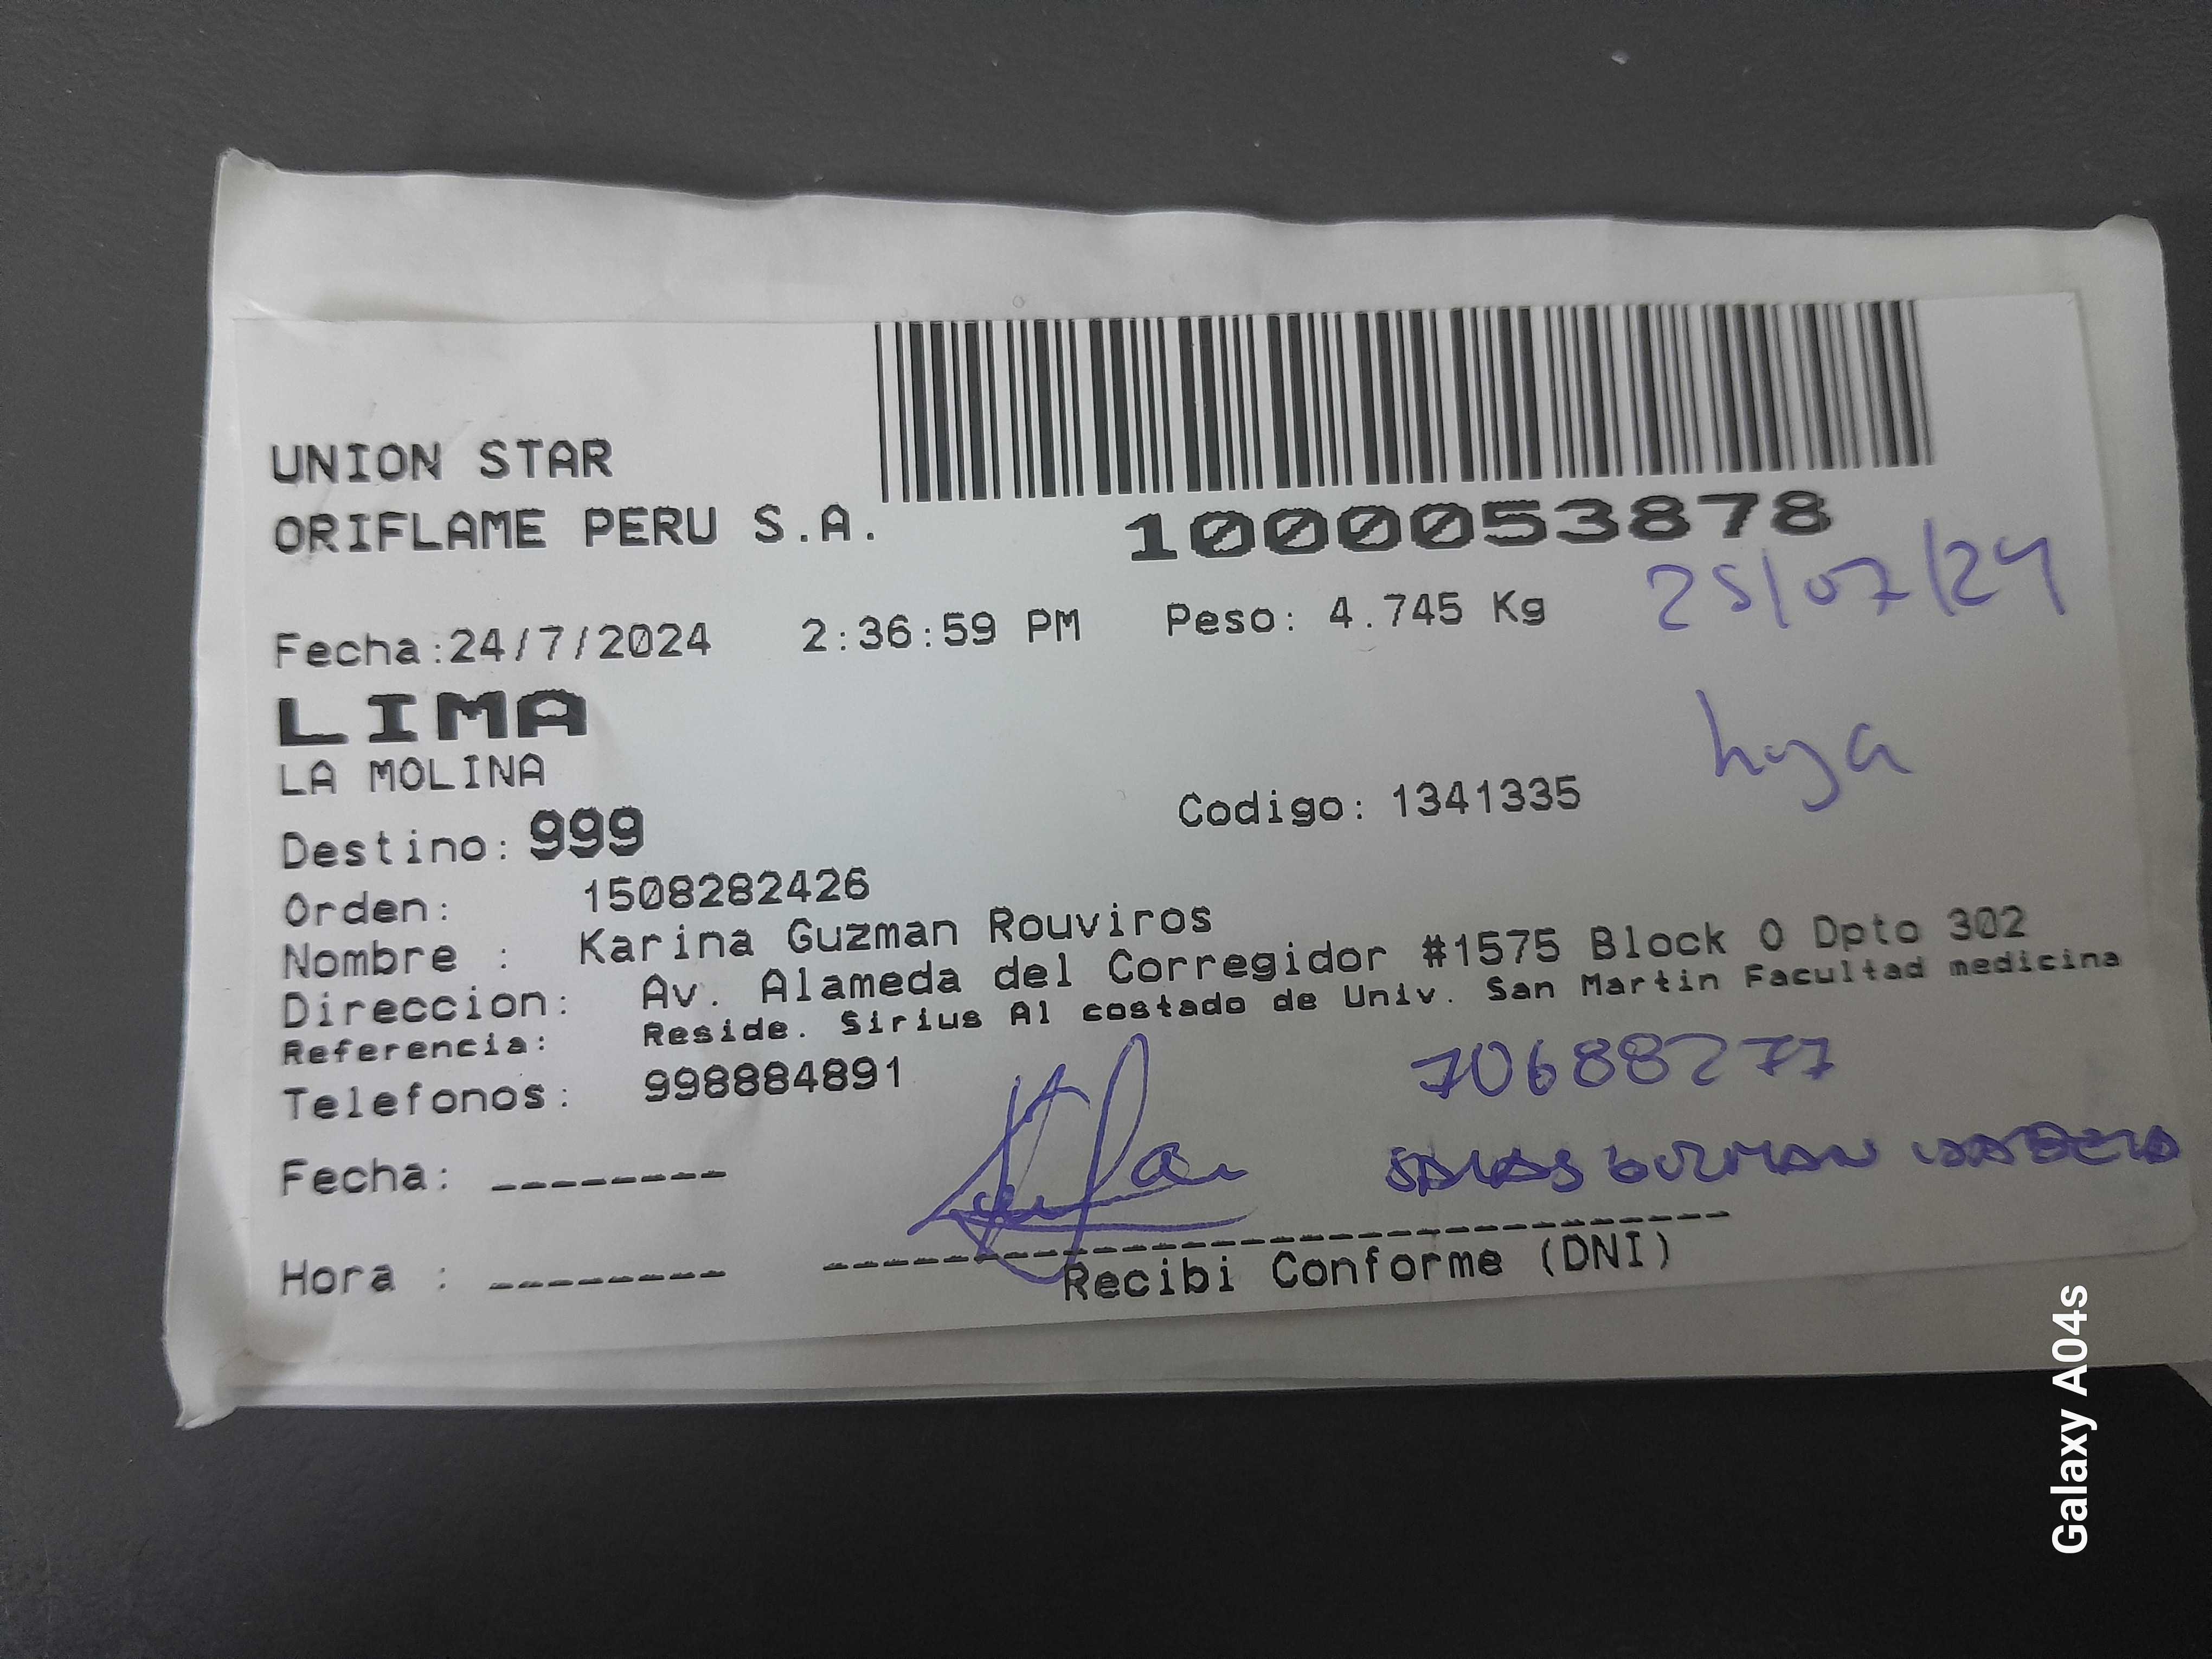 UNION STAR
ORIFLAME PERU S.A.
1000053878
Fecha:24/7/2024 2:36:59 PM Peso: 4.745 Kg
25/07/24
LIMA
LA MOLINA
hija
Destino: 999
Codigo: 1341335
Orden: 1508282426
Nombre : Karina Guzman Rouviros
Direccion: Av. Alameda del Corregidor #1575 Block O Dpto 302
Referencia: Reside. Sirius Al costado de Univ. San Martin Facultad medicina
Telefonos: 998884891
70688277
Fecha: --------
SALAS GUZMAN
Hora : --------
Recibi Conforme (DNI)
Galaxy A04s